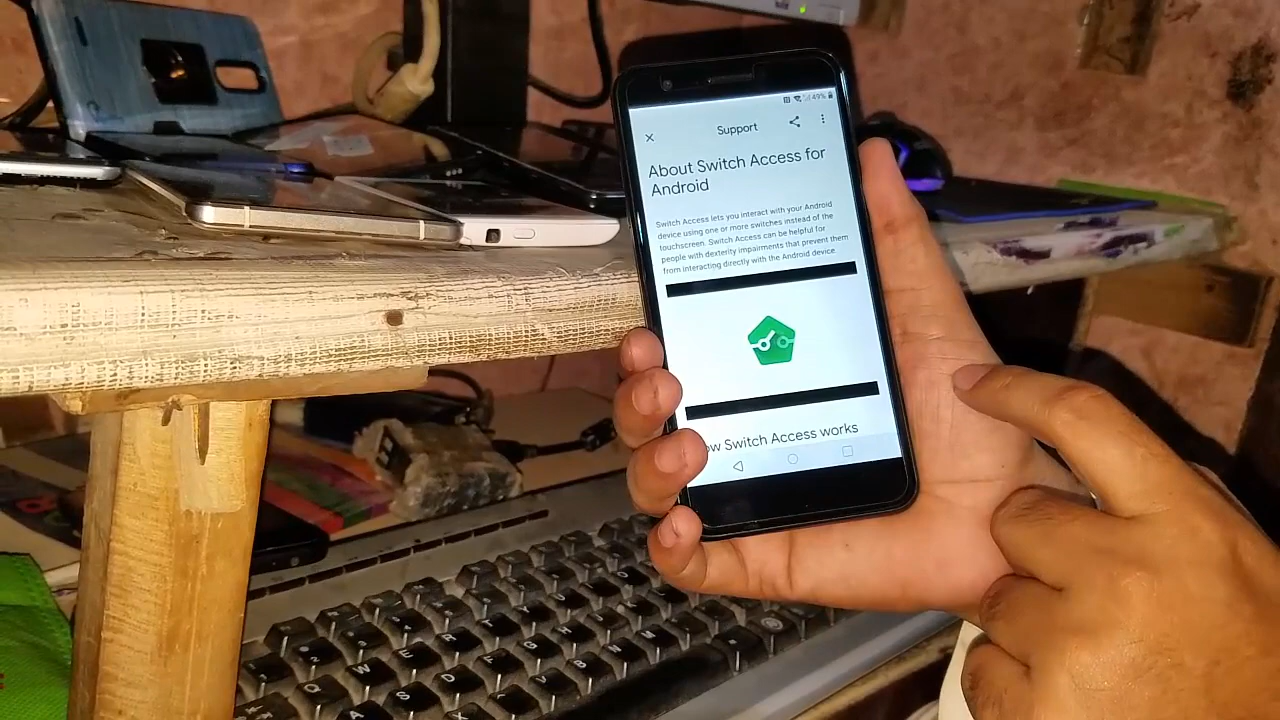 49%
Support
About Switch Access for
Android
Switch Access lets you interact with your Android
device using one or more switches instead of the
touchscreen. Switch Access can be helpful for
people with dexterity impairments that prevent them
from interacting directly with the Android device.
ow Switch Access works